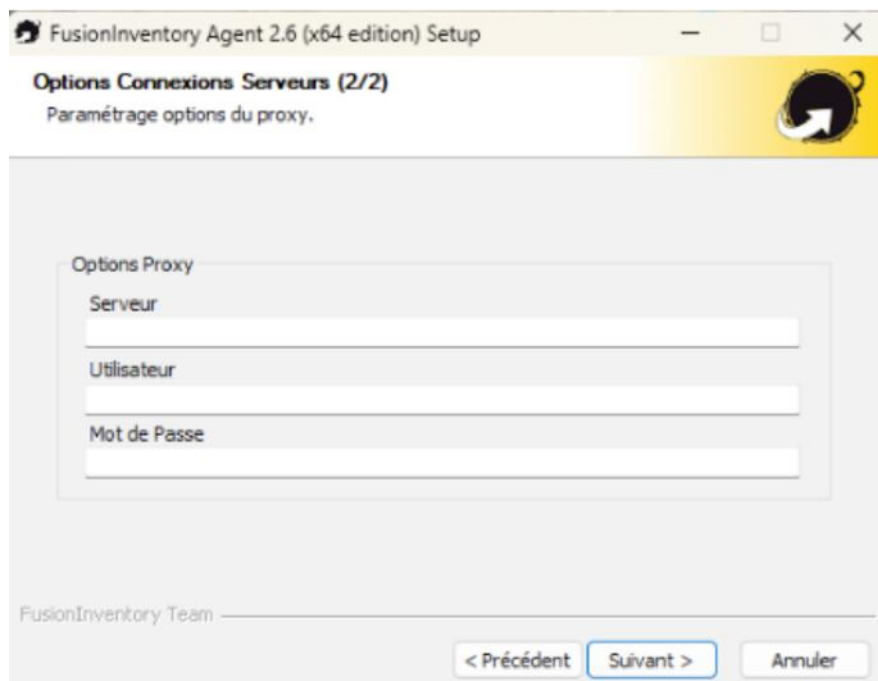 FusionInventory Agent 2.6 (x64 edition) Setup
Options Connexions Serveurs (2/2)
Paramétrage options du proxy.
Options Proxy
Serveur
Utilisateur
Mot de Passe
FusionInventory Team
< Précédent Suivant > Annuler